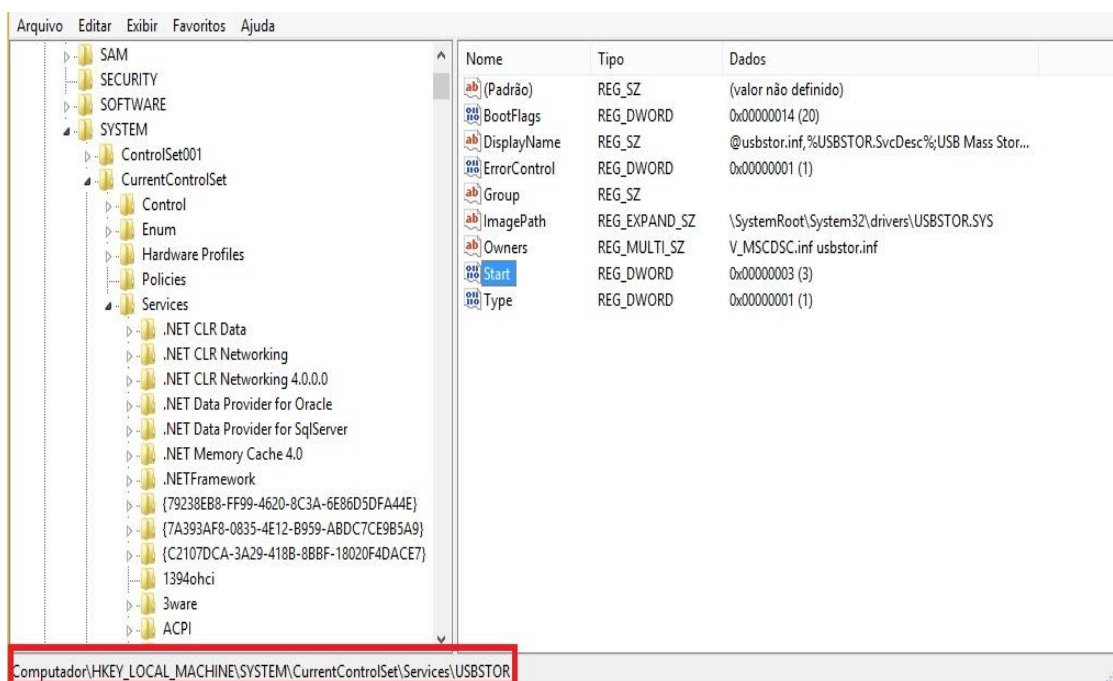 Arquivo Editar Exibir Favoritos Ajuda
SAM
SECURITY
SOFTWARE
SYSTEM
ControlSet001
CurrentControlSet
Control
Enum
Hardware Profiles
Policies
Services
.NET CLR Data
.NET CLR Networking
.NET CLR Networking 4.0.0.0
.NET Data Provider for Oracle
.NET Data Provider for SqlServer
.NET Memory Cache 4.0
.NETFramework
{79238EB8-FF99-4620-8C3A-6E86D5DFA44E}
{7A393AF8-0835-4E12-B959-ABDC7CE9B5A9}
{C2107DCA-3A29-418B-8BBF-18020F4DACE7}
1394ohci
3ware
ACPI
Nome Tipo Dados
(Padrão) REG_SZ (valor não definido)
BootFlags REG_DWORD 0x00000014 (20)
DisplayName REG_SZ @usbstor.inf,%USBSTOR.SvcDesc%;USB Mass Stor...
ErrorControl REG_DWORD 0x00000001 (1)
Group REG_SZ
ImagePath REG_EXPAND_SZ \SystemRoot\System32\drivers\USBSTOR.SYS
Owners REG_MULTI_SZ V_MSCDSC.inf usbstor.inf
Start REG_DWORD 0x00000003 (3)
Type REG_DWORD 0x00000001 (1)
Computador\HKEY_LOCAL_MACHINE\SYSTEM\CurrentControlSet\Services\USBSTOR